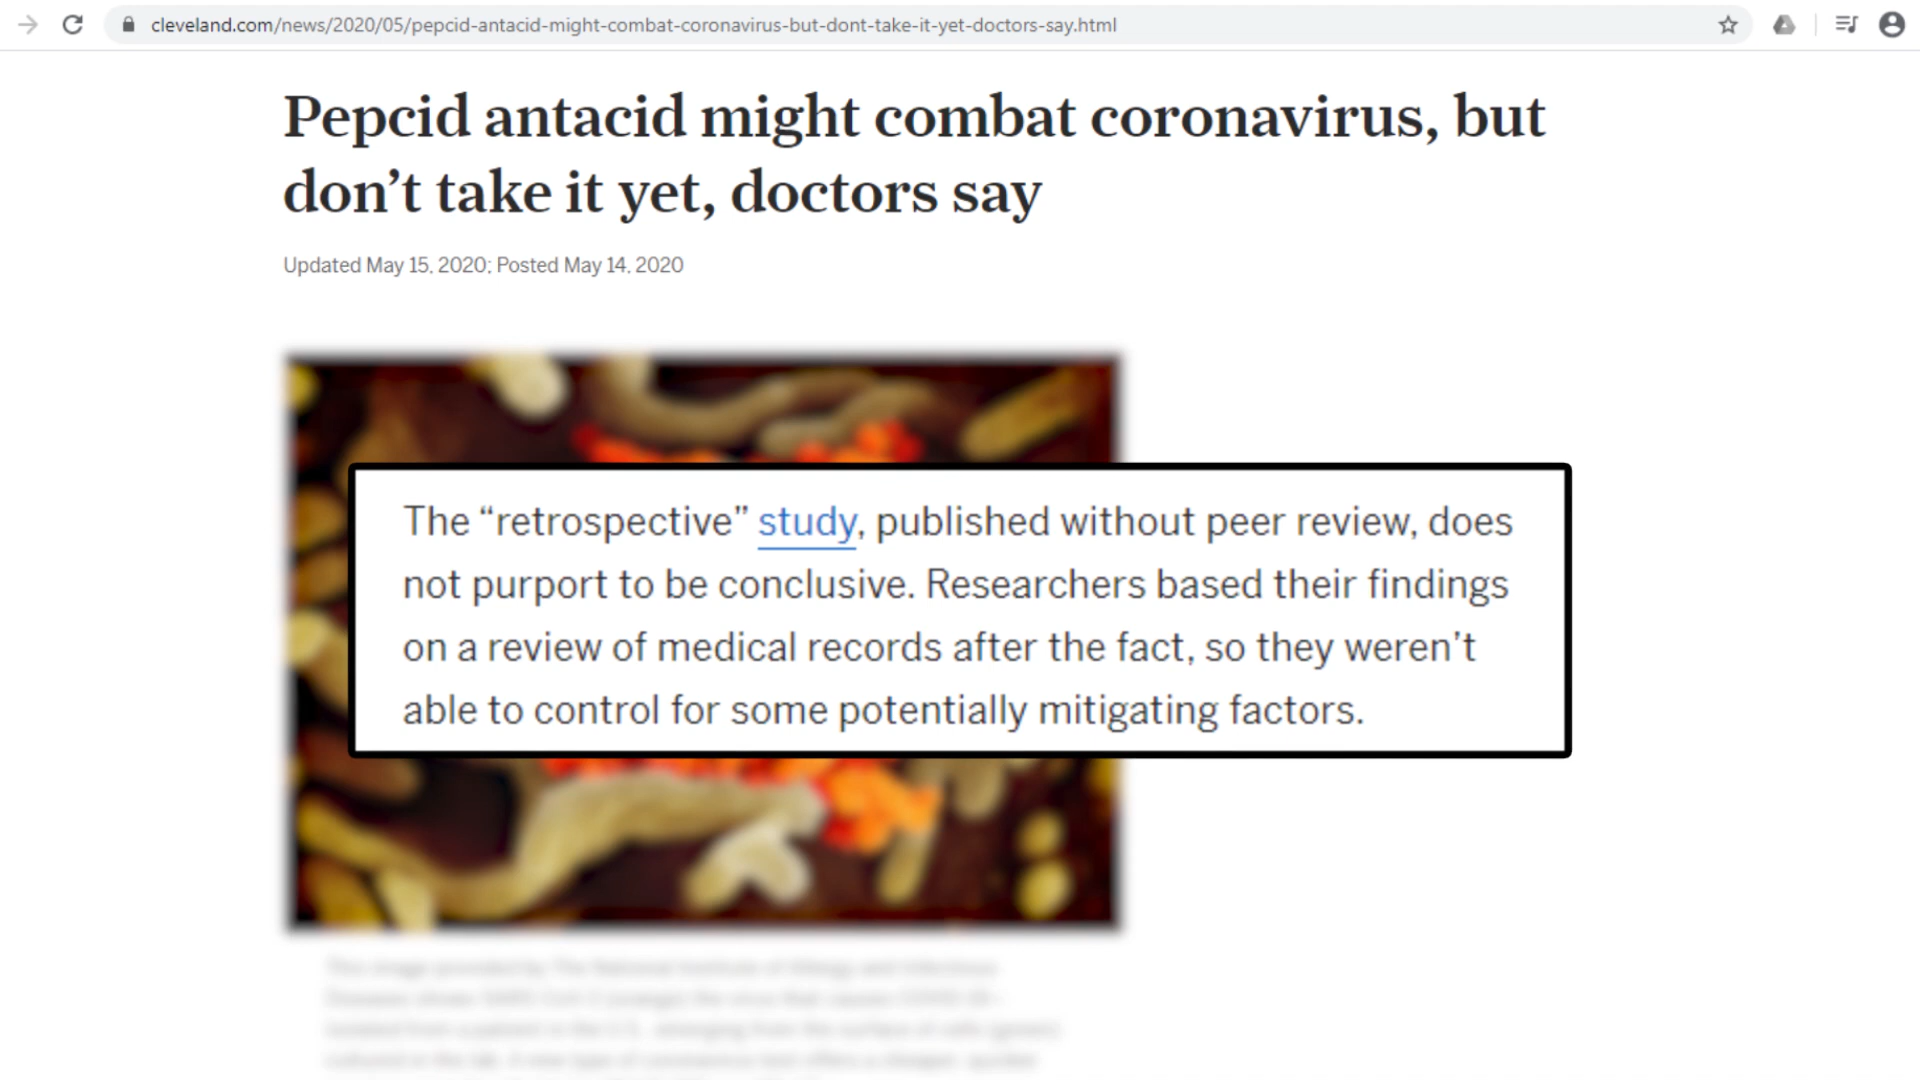 cleveland.com/news/2020/05/pepcid-antacid-might-combat-coronavirus-but-dont-take-it-yet-doctors-say.html
Pepcid antacid might combat coronavirus, but
don’t take it yet, doctors say
Updated May 15, 2020; Posted May 14, 2020
The “retrospective” study, published without peer review, does
not purport to be conclusive. Researchers based their findings
on a review of medical records after the fact, so they weren’t
able to control for some potentially mitigating factors.